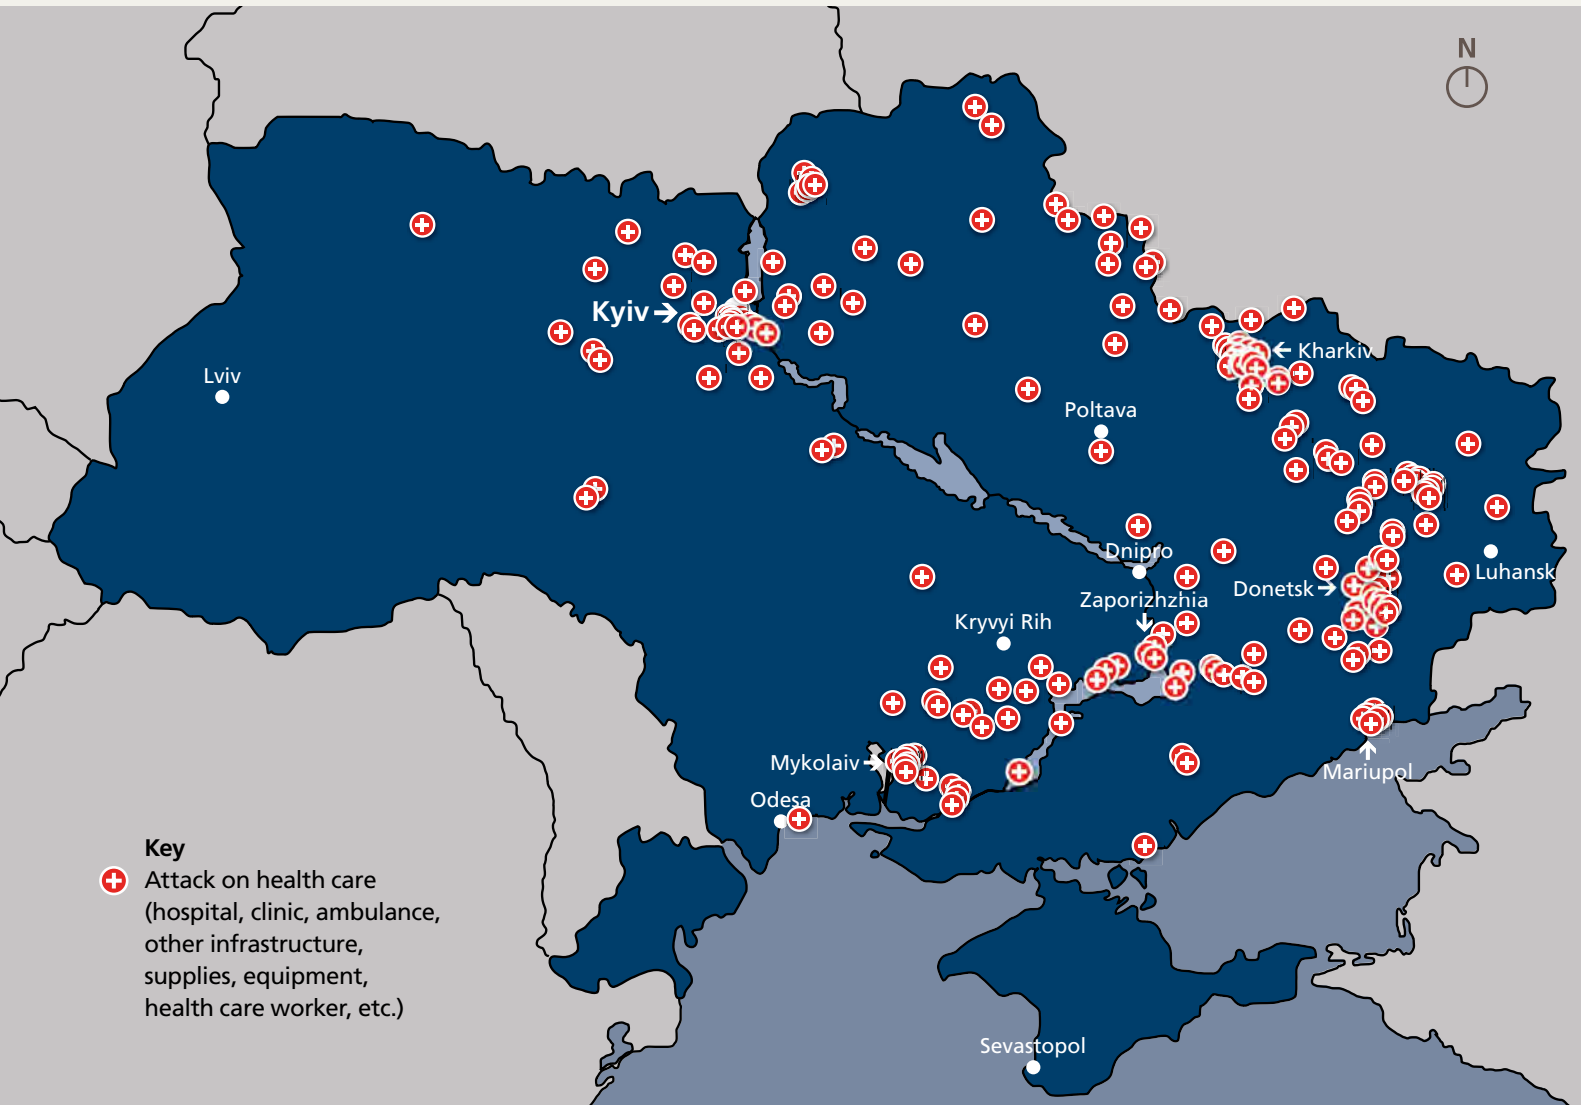 N
Kyiv
Kharkiv
Lviv
Poltava
Dnipro
Luhansk
Donetsk
Zaporizhzhia
Kryvyi Rih
Mykolaiv
Mariupol
Odesa
Key
Attack on health care
(hospital, clinic, ambulance,
other infrastructure,
supplies, equipment,
health care worker, etc.)
Sevastopol